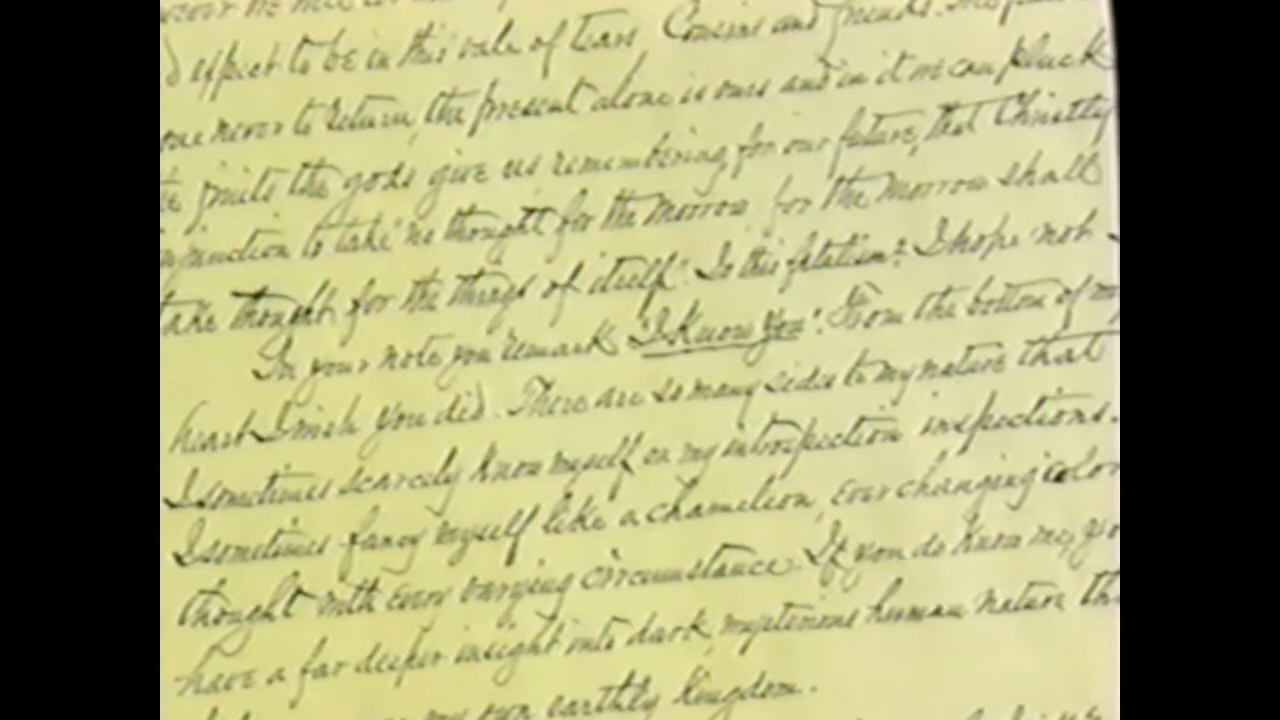 expect to be in this vale of tears, Cousins and friends. The
never to return, the present alone is ours and in it we can pluck
fruits the gods give us remembering, for our future, that Christly
injunction to take "no thought for the morrow, for the morrow shall
take thought for the things of itself." Is this fatalism? I hope not.
In your note you remark "I Know You". From the bottom of my
heart I wish you did. There are so many sides to my nature that
I sometimes scarcely know myself on my introspection inspections.
I sometimes fancy myself like a chameleon, ever changing color
thought with every varying circumstance. If you do know me, yo
have a far deeper insight into dark, mysterious human nature tha
my own earthly Kingdom.